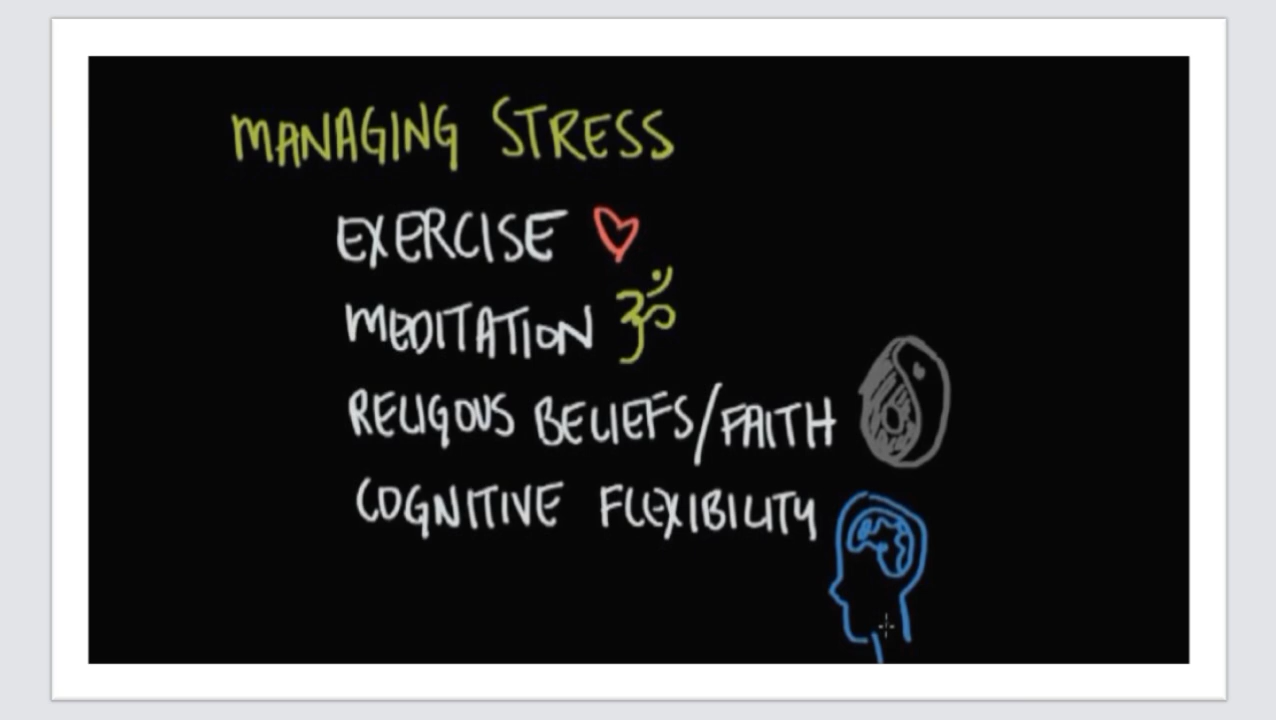 MANAGING STRESS
EXERCISE
MEDITATION ॐ
RELIGOUS BELIEFS/FAITH
COGNITIVE FLEXIBILITY